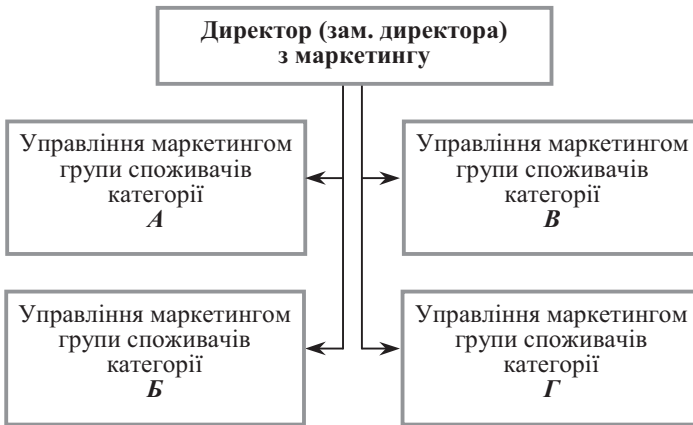 Директор (зам. директора)
з маркетингу
Управління маркетингом
групи споживачів
категорії
А
Управління маркетингом
групи споживачів
категорії
В
Управління маркетингом
групи споживачів
категорії
Б
Управління маркетингом
групи споживачів
категорії
Г